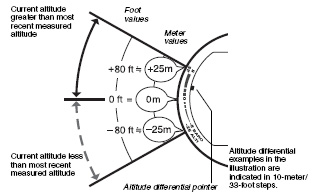 Current altitude
greater than most
recent measured
altitude
Foot
values
Meter
values
+80 ft ≒ +25m
0 ft = 0m
−80 ft ≒ −25m
Current altitude less
than most recent
measured altitude
Altitude differential
examples in the
illustration are
indicated in 10-meter/
33-foot steps.
Altitude differential pointer